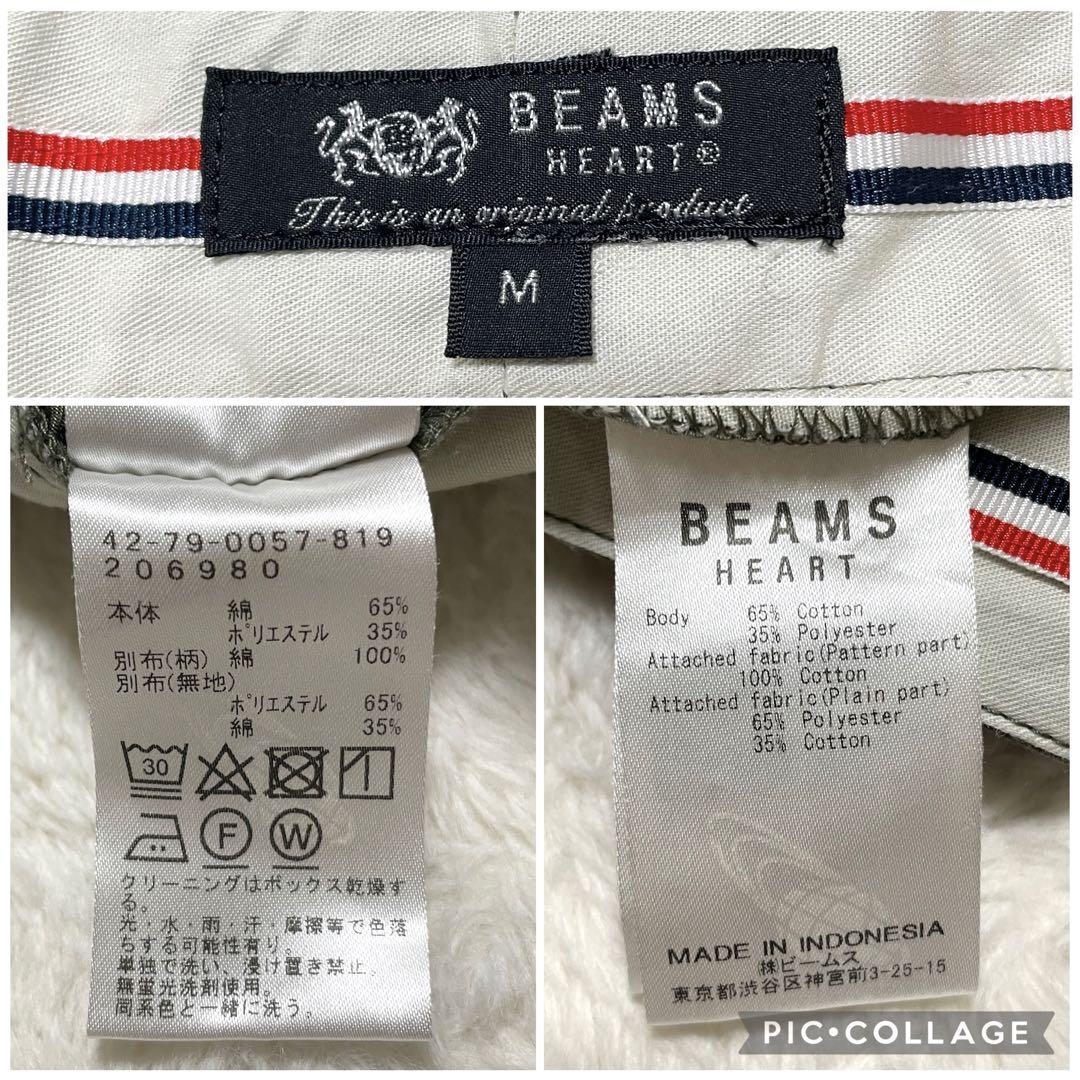 BEAMS
HEART®
This is an original product
M
42-79-0057-819
206980
本体 綿 65%
ポリエステル 35%
別布(柄) 綿 100%
別布(無地)
ポリエステル 65%
綿 35%
30
F W
クリーニングはボックス乾燥す
る。
光・水・雨・汗・摩擦等で色落
ちする可能性有り。
単独で洗い、浸け置き禁止。
無蛍光洗剤使用。
同系色と一緒に洗う。
BEAMS
HEART
Body 65% Cotton
35% Polyester
Attached fabric(Pattern part)
100% Cotton
Attached fabric(Plain part)
65% Polyester
35% Cotton
MADE IN INDONESIA
㈱ビームス
東京都渋谷区神宮前3-25-15
PIC•COLLAGE